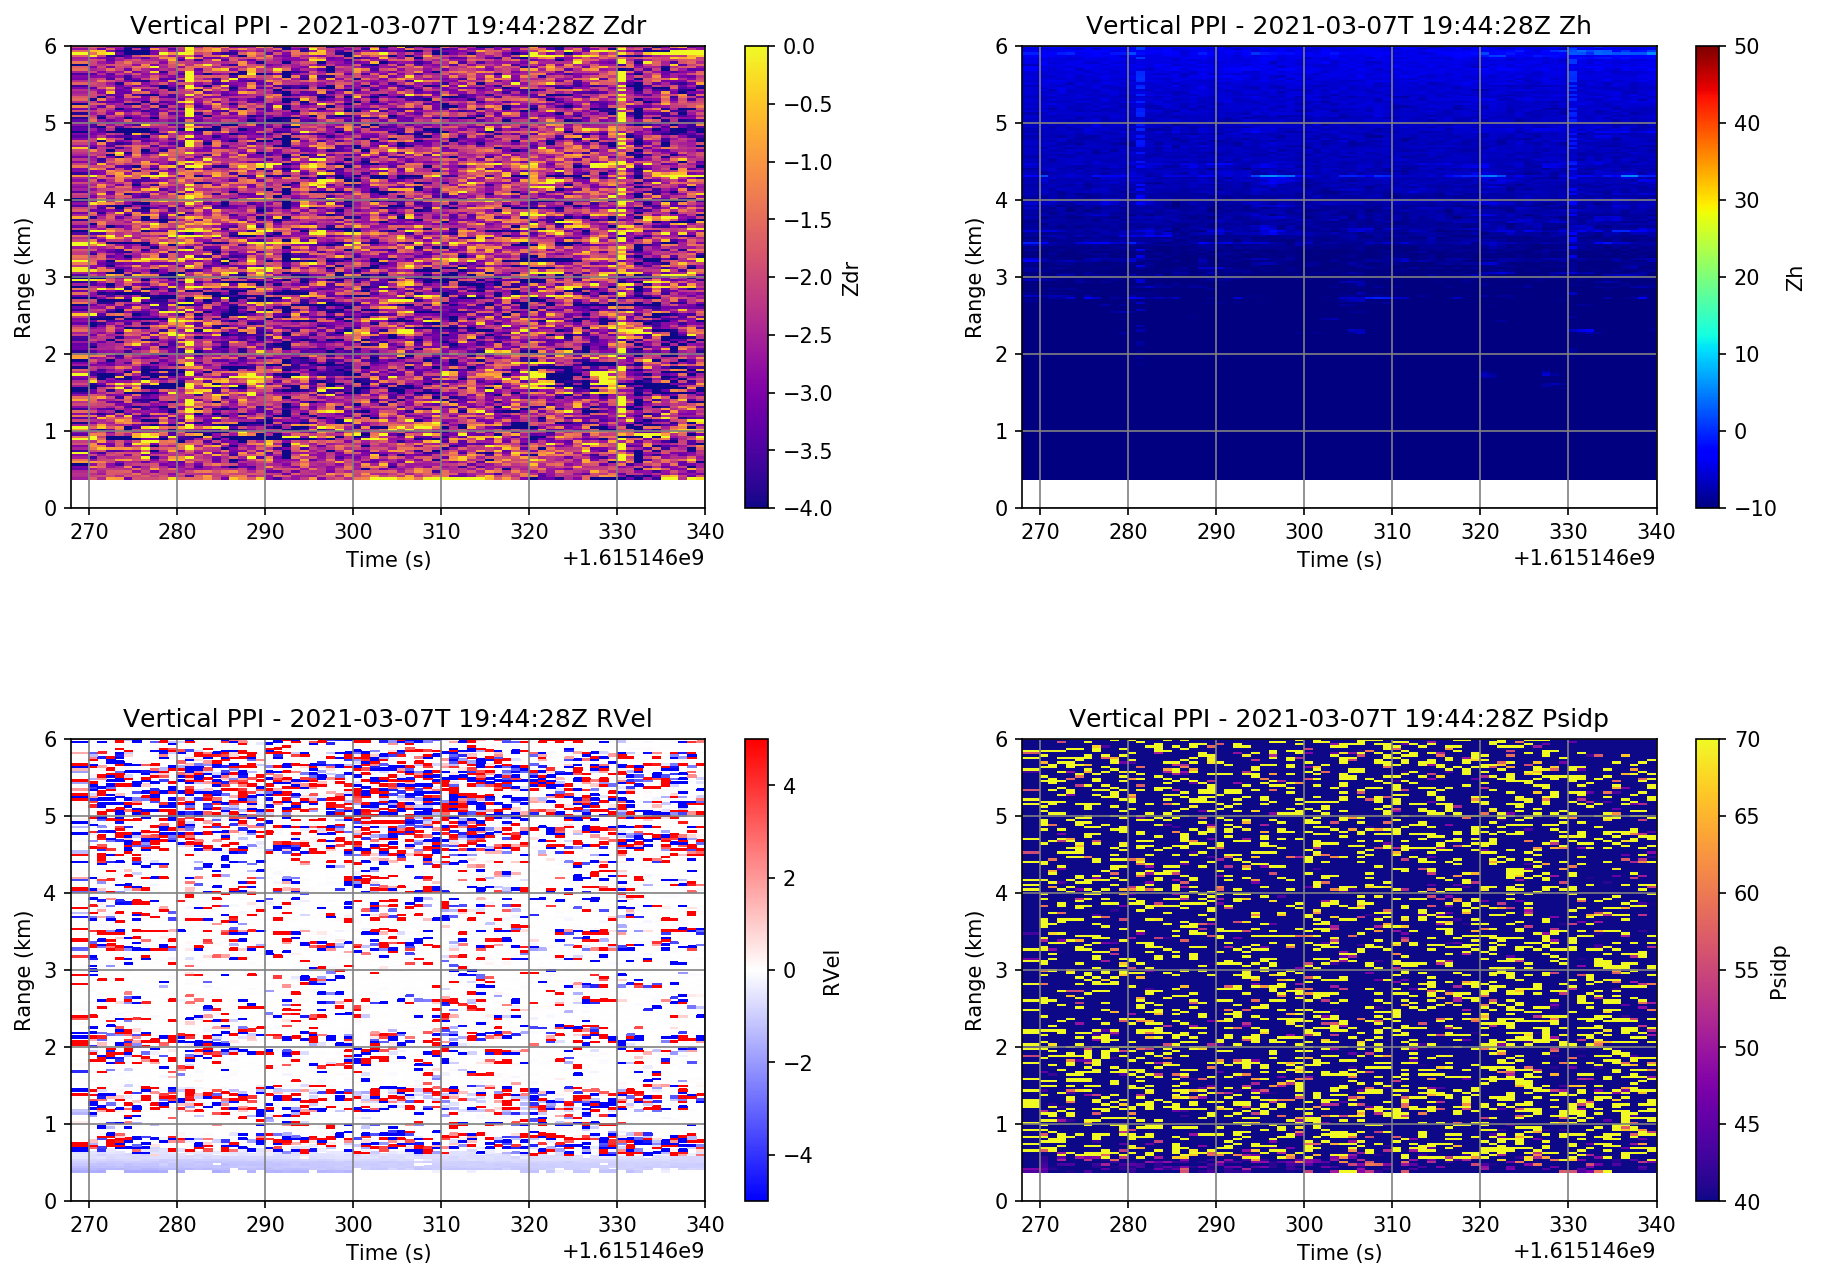 Vertical PPI - 2021-03-07T 19:44:28Z Zdr
6
5
4
3
2
1
0
Range (km)
270 280 290 300 310 320 330 340
Time (s)
+1.615146e9
0.0
−0.5
−1.0
−1.5
−2.0
−2.5
−3.0
−3.5
−4.0
Zdr
Vertical PPI - 2021-03-07T 19:44:28Z Zh
6
5
4
3
2
1
0
Range (km)
270 280 290 300 310 320 330 340
Time (s)
+1.615146e9
50
40
30
20
10
0
−10
Zh
Vertical PPI - 2021-03-07T 19:44:28Z RVel
6
5
4
3
2
1
0
Range (km)
270 280 290 300 310 320 330 340
Time (s)
+1.615146e9
4
2
0
−2
−4
RVel
Vertical PPI - 2021-03-07T 19:44:28Z Psidp
6
5
4
3
2
1
0
Range (km)
270 280 290 300 310 320 330 340
Time (s)
+1.615146e9
70
65
60
55
50
45
40
Psidp